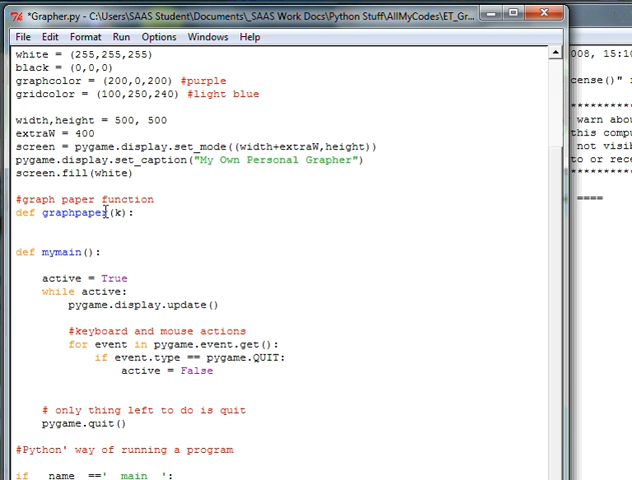 *Grapher.py - C:\Users\SAAS Student\Documents\_SAAS Work Docs\Python Stuff\AllMyCodes\ET_Gr...
File Edit Format Run Options Windows Help
white = (255,255,255)
black = (0,0,0)
graphcolor = (200,0,200) #purple
gridcolor = (100,250,240) #light blue
width,height = 500, 500
extraW = 400
screen = pygame.display.set_mode((width+extraW,height))
pygame.display.set_caption("My Own Personal Grapher")
screen.fill(white)
#graph paper function
def graphpaper(k):
def mymain():
active = True
while active:
pygame.display.update()
#keyboard and mouse actions
for event in pygame.event.get():
if event.type == pygame.QUIT:
active = False
# only thing left to do is quit
pygame.quit()
#Python' way of running a program
if __name__=='__main__':
008, 15:10
cense()"
*********
warn abou
this compu
not visib
to or rece
*********
====